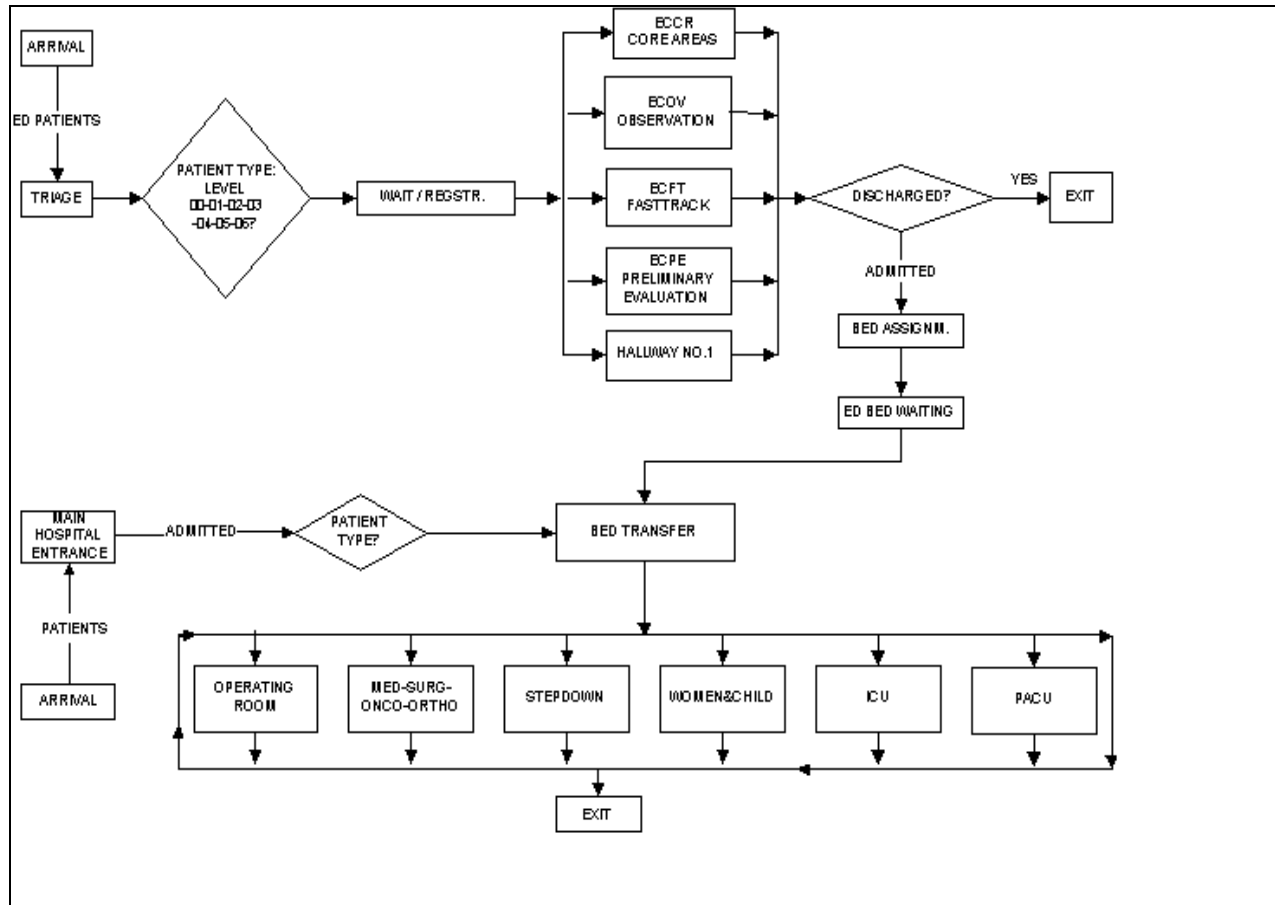 ARRIVAL
ED PATIENTS
TRIAGE
PATIENT TYPE:
LEVEL
00-01-02-03
-04-05-06?
WAIT / REGSTR.
ECCR
CORE AREAS
ECOV
OBSERVATION
ECFT
FASTTRACK
ECPE
PRELIMINARY
EVALUATION
HALLWAY NO.1
DISCHARGED?
YES
EXIT
ADMITTED
BED ASSIGNM.
ED BED WAITING
MAIN
HOSPITAL
ENTRANCE
ADMITTED
PATIENT
TYPE?
BED TRANSFER
PATIENTS
ARRIVAL
OPERATING
ROOM
MED-SURG-
ONCO-ORTHO
STEPDOWN
WOMEN&CHILD
ICU
PACU
EXIT